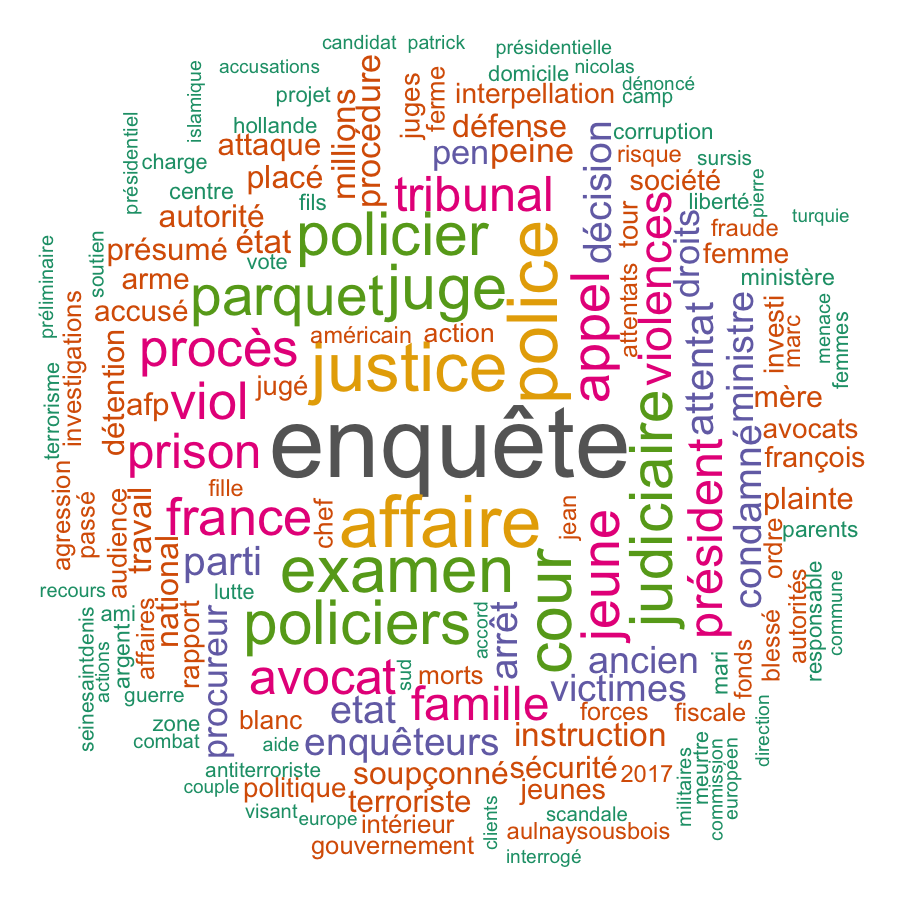 candidat
patrick
présidentielle
accusations
islamique
projet
procédure
millions
juges
ferme
domicile
nicolas
dénoncé
camp
interpellation
hollande
attaque
défense
corruption
présidentiel
charge
placé
pen
peine
décision
risque
sursis
centre
fils
tribunal
société
liberté
pierre
autorité
policier
tour
violences
droits
fraude
turquie
présumé
état
vote
police
femme
préliminaire
soutien
arme
parquet
juge
appel
attentats
ministère
accusé
américain
action
attentat
ministre
investi
marc
menace
femmes
investigations
procès
justice
détention
afp
viol
jugé
mère
terrorisme
prison
enquête
judiciaire
président
condamné
avocats
françois
agression
passé
audience
travail
fille
france
chef
affaire
jean
jeune
plainte
ordre
parents
national
parti
examen
cour
recours
lutte
autorités
responsable
commune
seinesaintdenis
actions
ami
argent
affaires
rapport
procureur
policiers
accord
arrêt
ancien
mari
fonds
blessé
guerre
avocat
sud
morts
victimes
zone
blanc
etat
famille
forces
fiscale
direction
combat
aide
enquêteurs
instruction
antiterroriste
couple
politique
soupçonné
sécurité
2017
militaires
meurtre
commission
européen
visant
europe
terroriste
jeunes
intérieur
clients
scandale
aulnaysousbois
gouvernement
interrogé